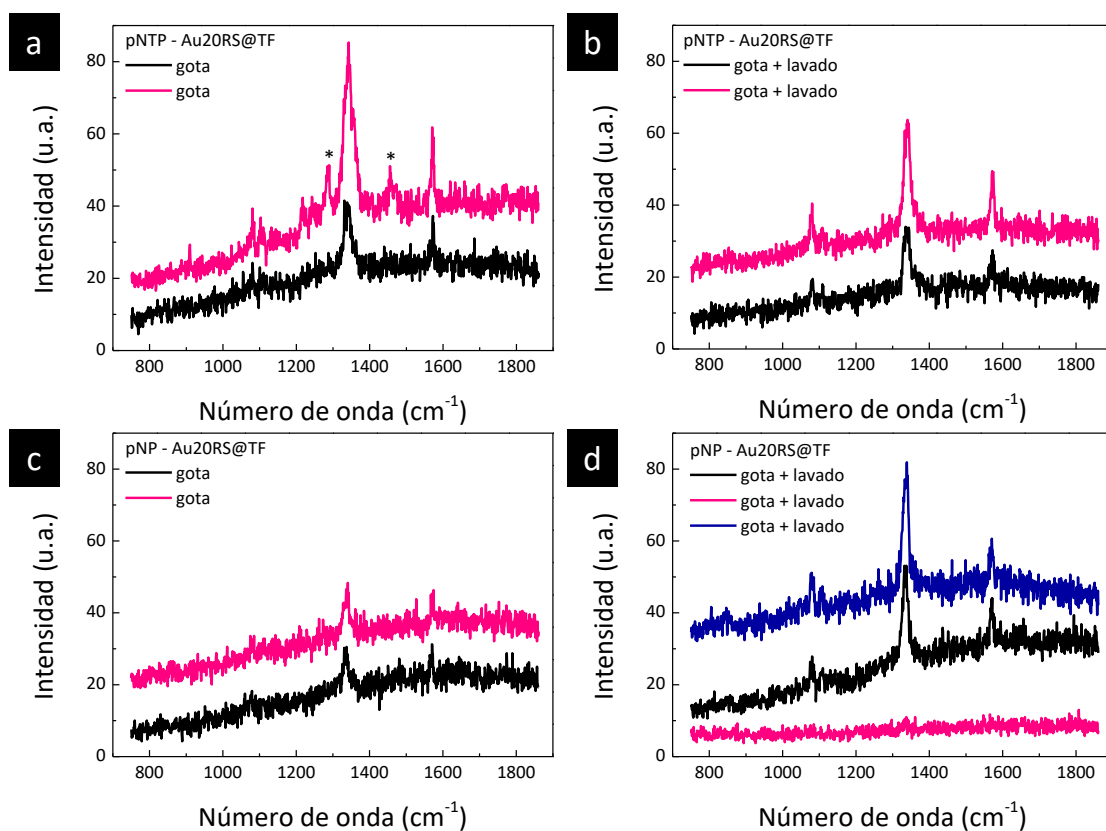 a
pNTP - Au20RS@TF
gota
gota
*
*
80
60
40
20
0
800 1000 1200 1400 1600 1800
Intensidad (u.a.)
Número de onda (cm⁻¹)
b
pNTP - Au20RS@TF
gota + lavado
gota + lavado
80
60
40
20
0
800 1000 1200 1400 1600 1800
Intensidad (u.a.)
Número de onda (cm⁻¹)
c
pNP - Au20RS@TF
gota
gota
80
60
40
20
0
800 1000 1200 1400 1600 1800
Intensidad (u.a.)
Número de onda (cm⁻¹)
d
pNP - Au20RS@TF
gota + lavado
gota + lavado
gota + lavado
80
60
40
20
0
800 1000 1200 1400 1600 1800
Intensidad (u.a.)
Número de onda (cm⁻¹)